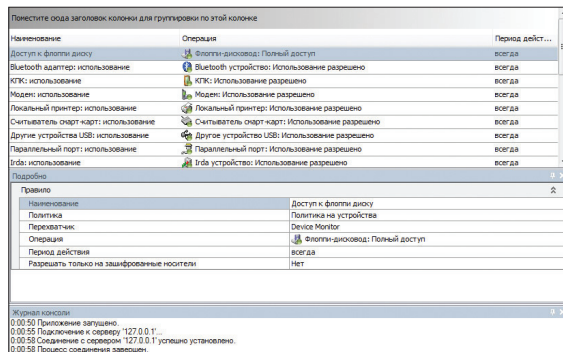 Поместите сюда заголовок колонки для группировки по этой колонке
Наименование Операция Период дейст...
Доступ к флоппи диску Флоппи-дисковод: Полный доступ всегда
Bluetooth адаптер: использование Bluetooth устройство: Использование разрешено всегда
КПК: использование КПК: Использование разрешено всегда
Модем: использование Модем: Использование разрешено всегда
Локальный принтер: использование Локальный принтер: Использование разрешено всегда
Считыватель смарт-карт: использование Считыватель смарт-карт: Использование разрешено всегда
Другие устройства USB: использование Другое устройство USB: Использование разрешено всегда
Параллельный порт: использование Параллельный порт: Использование разрешено всегда
Irda: использование Irda устройство: Использование разрешено всегда
Подробно
Правило
Наименование Доступ к флоппи диску
Политика Политика на устройства
Перехватчик Device Monitor
Операция Флоппи-дисковод: Полный доступ
Период действия всегда
Разрешать только на зашифрованные носители Нет
Журнал консоли
0:00:50 Приложение запущено.
0:00:55 Подключение к серверу '127.0.0.1'...
0:00:58 Соединение с сервером '127.0.0.1' успешно установлено.
0:00:58 Процесс соединения завершен.